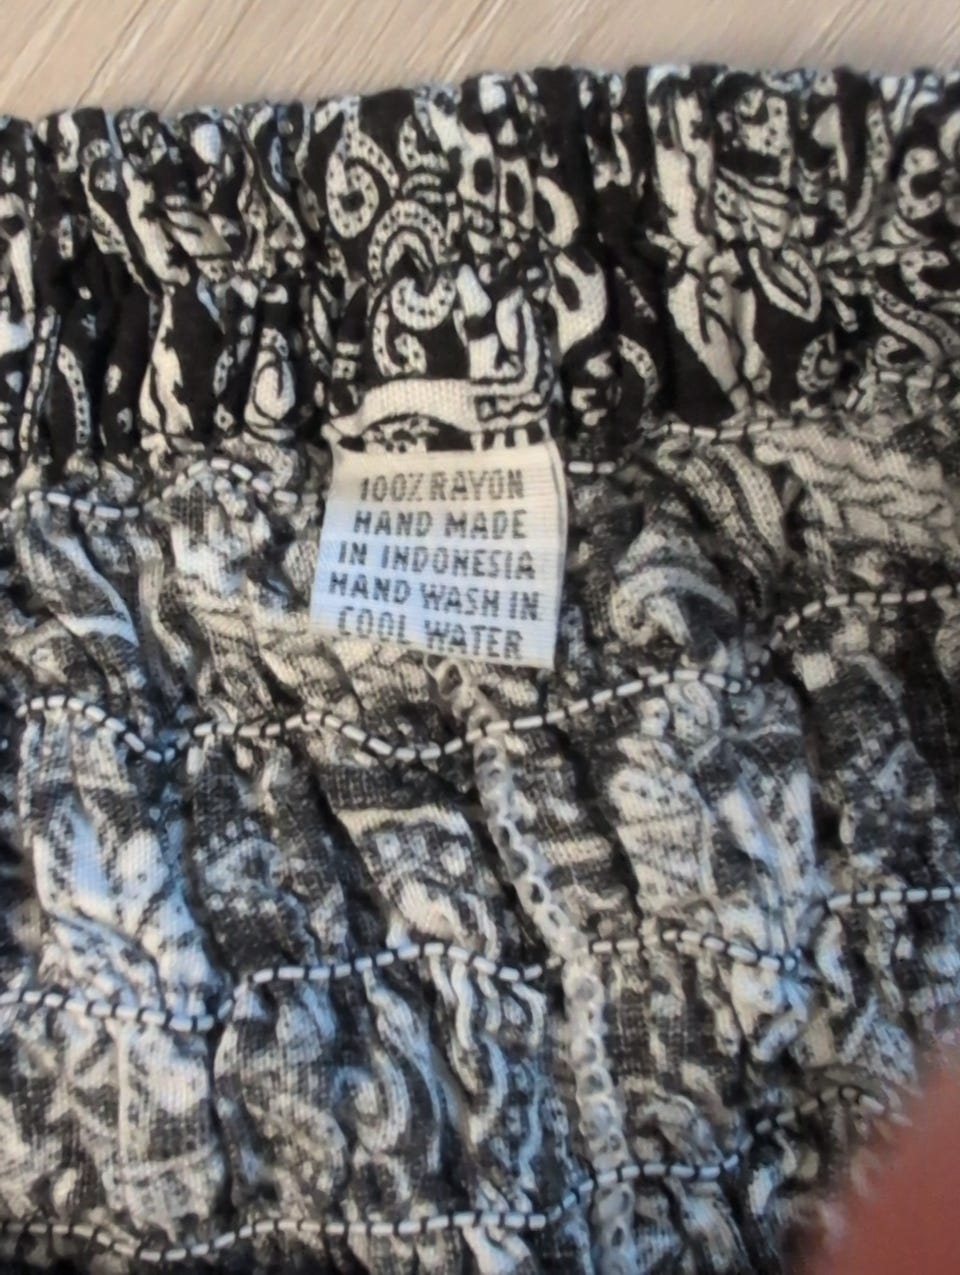 100% RAYON
HAND MADE
IN INDONESIA
HAND WASH IN
COOL WATER